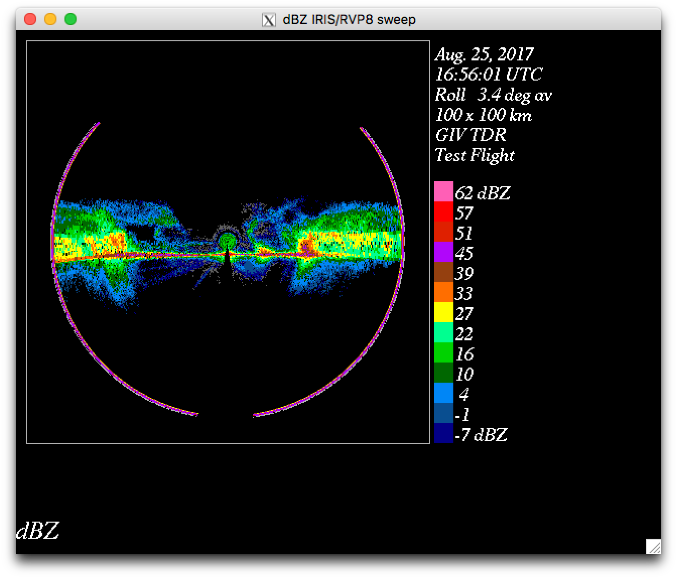 dBZ IRIS/RVP8 sweep
Aug. 25, 2017
16:56:01 UTC
Roll 3.4 deg av
100 x 100 km
GIV TDR
Test Flight
62 dBZ
57
51
45
39
33
27
22
16
10
4
-1
-7 dBZ
dBZ